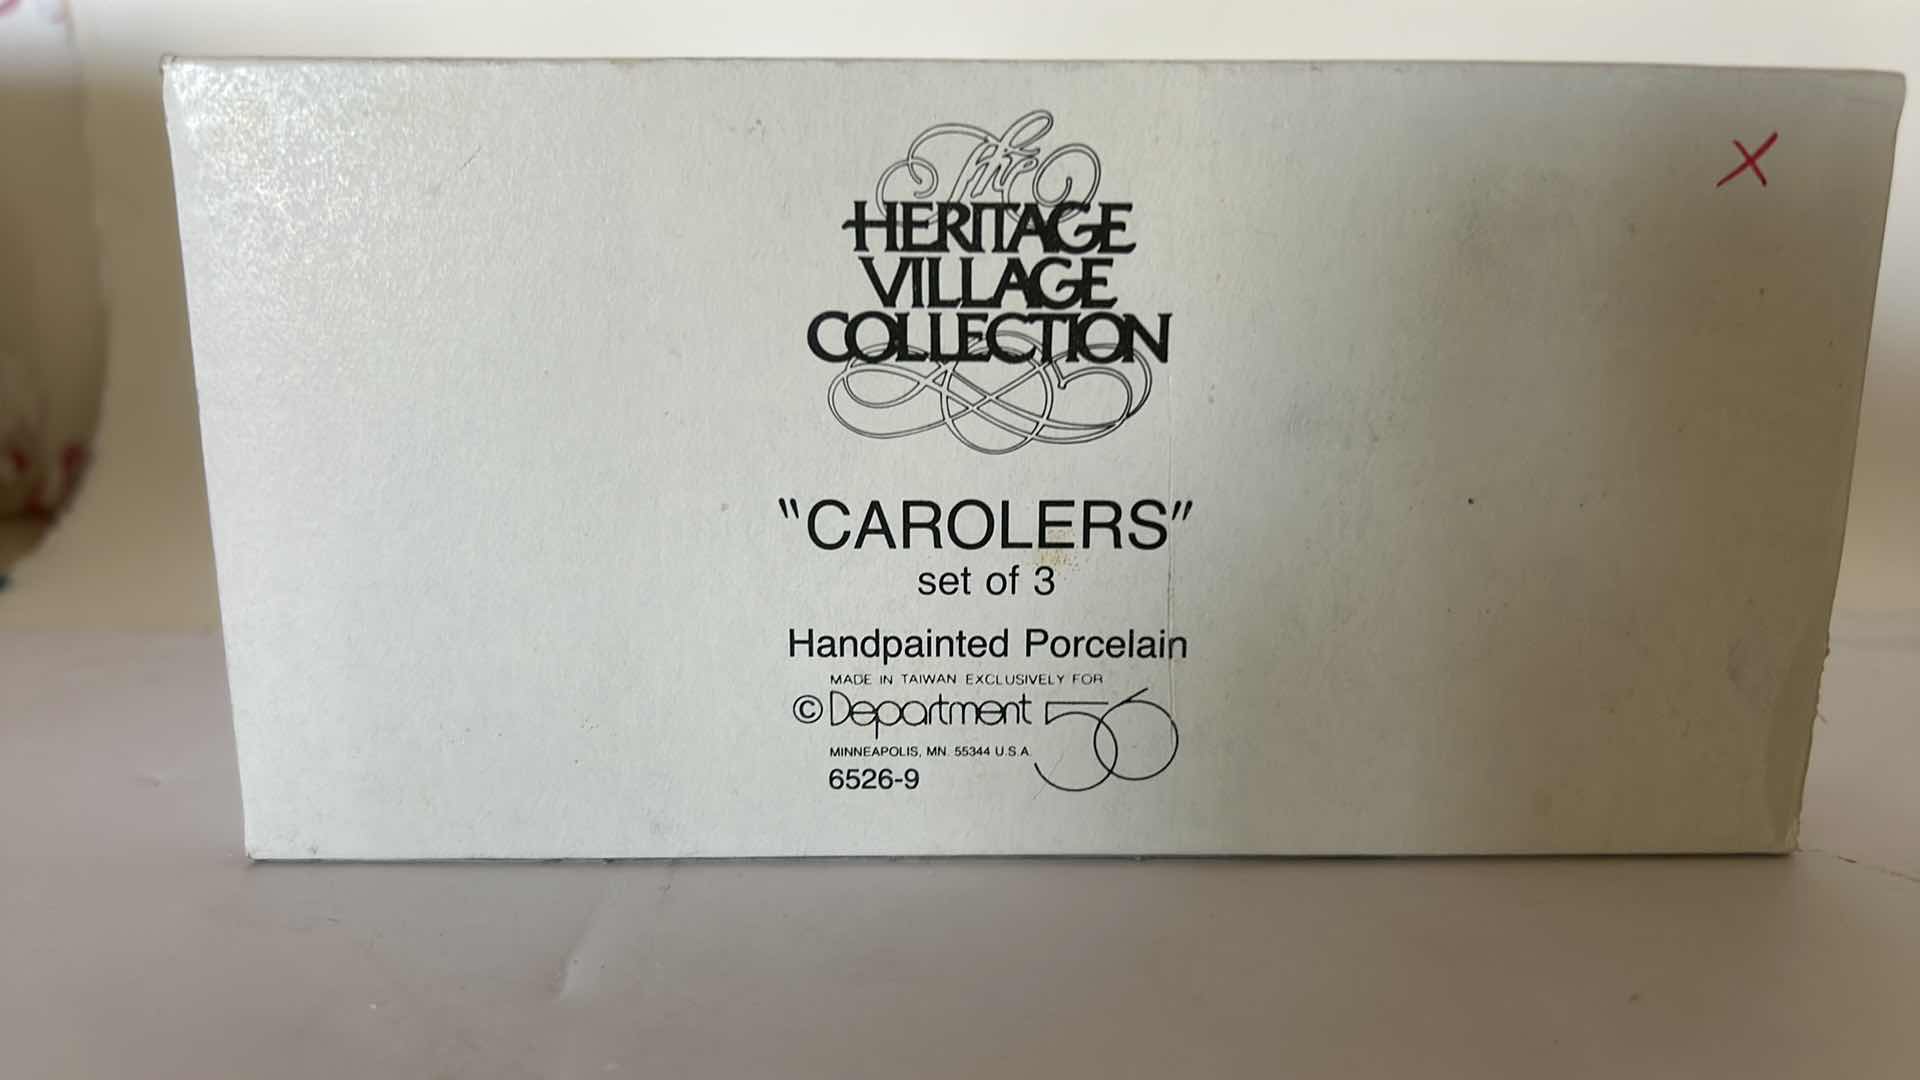 The
HERITAGE
VILLAGE
COLLECTION
"CAROLERS"
set of 3
Handpainted Porcelain
MADE IN TAIWAN EXCLUSIVELY FOR
© Department 56
MINNEAPOLIS, MN. 55344 U.S.A.
6526-9
X